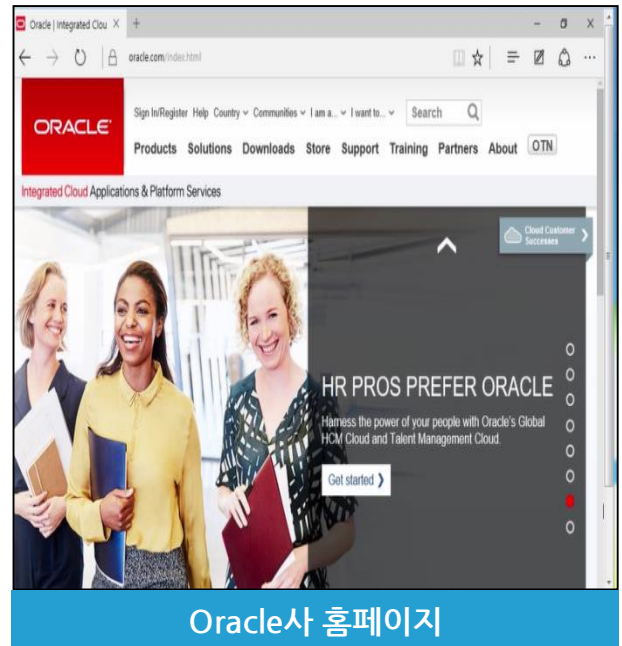 Oracle | Integrated Clou
oracle.com/index.html
ORACLE
Sign In/Register Help Country Communities I am a... I want to... Search
Products Solutions Downloads Store Support Training Partners About OTN
Integrated Cloud Applications & Platform Services
Cloud Customer
Successes
HR PROS PREFER ORACLE
Harness the power of your people with Oracle's Global
HCM Cloud and Talent Management Cloud.
Get started
Oracle사 홈페이지